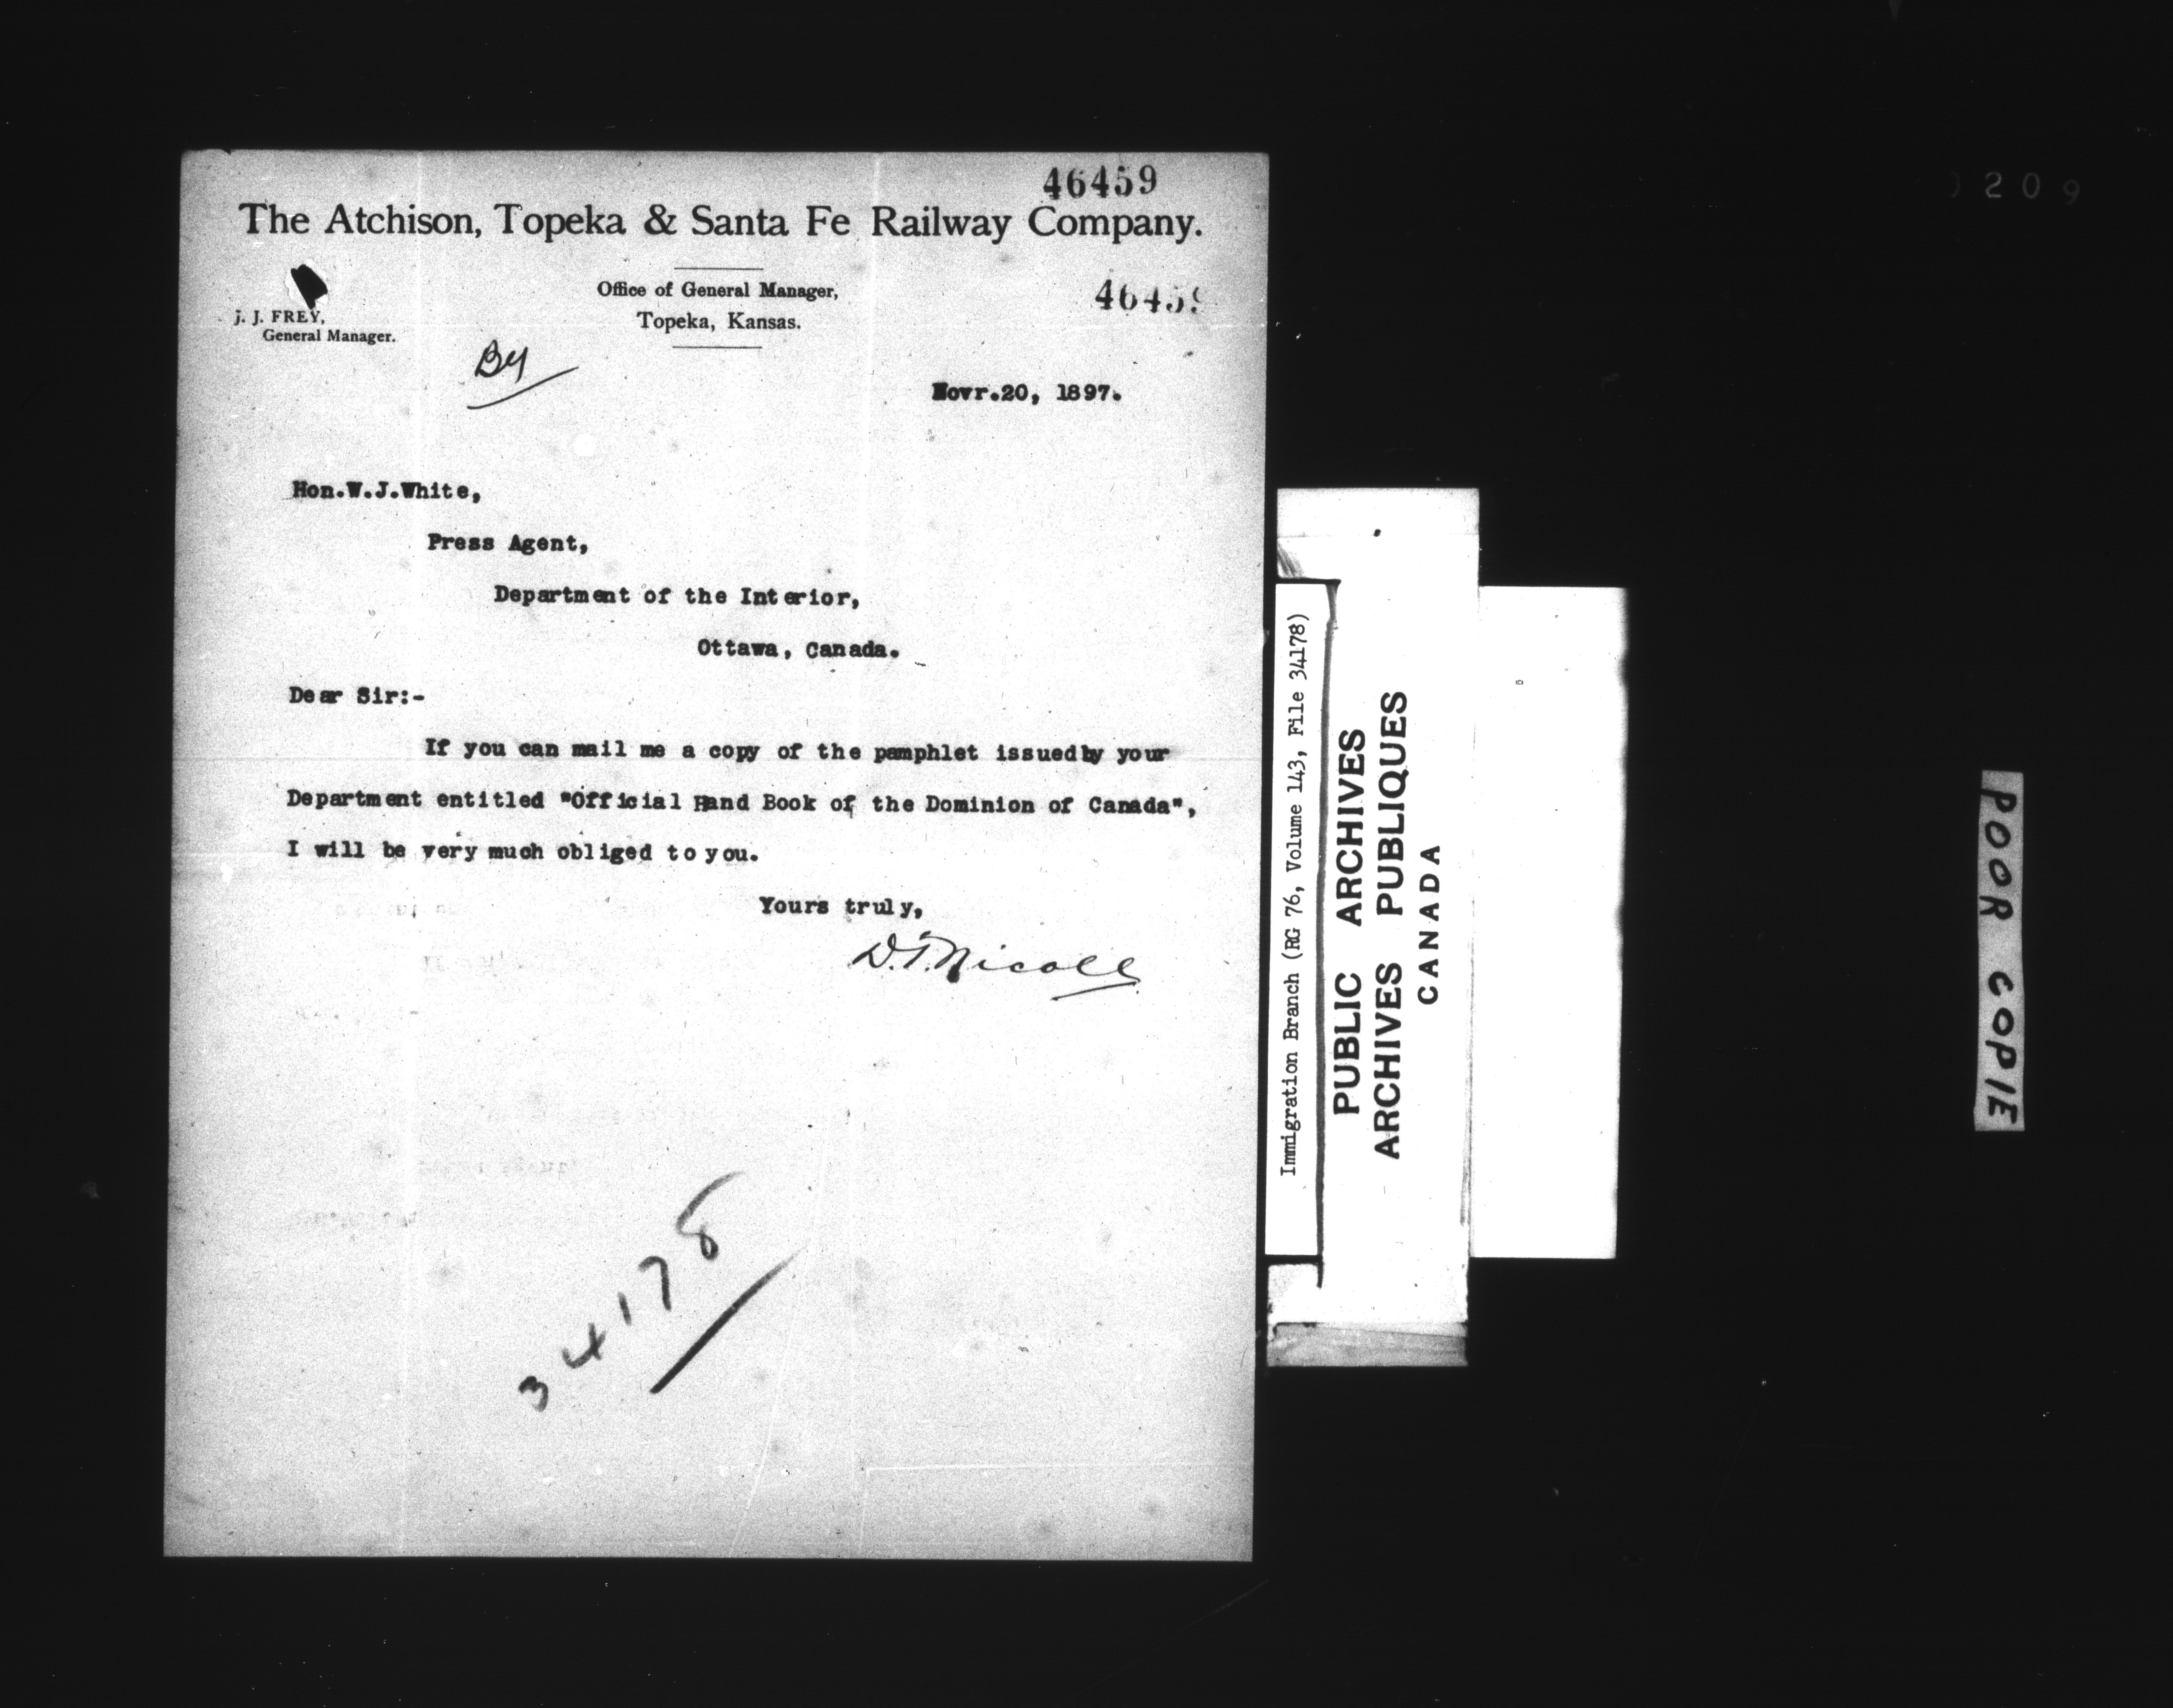 46459
The Atchison, Topeka & Santa Fe Railway Company.
Office of General Manager,
Topeka, Kansas.
46459
J. J. FREY,
General Manager.
By
Novr.20, 1897.
Hon.W.J.White,
Press Agent,
Department of the Interior,
Ottawa, Canada.
Dear Sir:-
If you can mail me a copy of the pamphlet issuedby your
Department entitled "Official Hand Book of the Dominion of Canada",
I will be very much obliged to you.
Yours truly,
D.T. Nicoll
34178
Immigration Branch (RG 76, Volume 143, File 34178)
PUBLIC ARCHIVES
ARCHIVES PUBLIQUES
CANADA
209
POOR COPIE